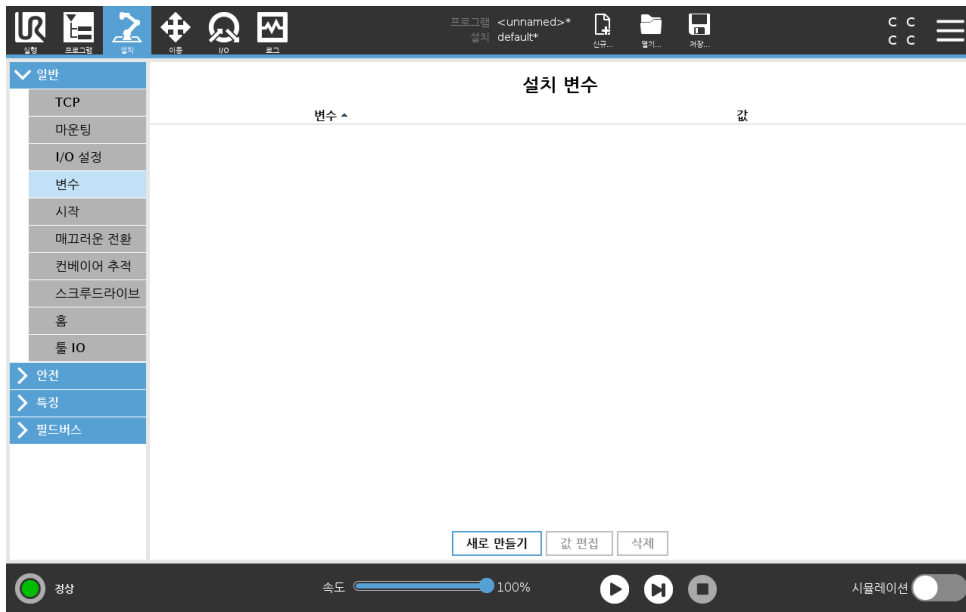 UR
실행
프로그램
설치
이동
I/O
로그
프로그램 <unnamed>*
설치 default*
신규...
열기...
저장...
C C
C C
일반
TCP
마운팅
I/O 설정
변수
시작
매끄러운 전환
컨베이어 추적
스크루드라이브
홈
툴 IO
안전
특징
필드버스
설치 변수
변수 값
새로 만들기 값 편집 삭제
정상
속도 100%
시뮬레이션